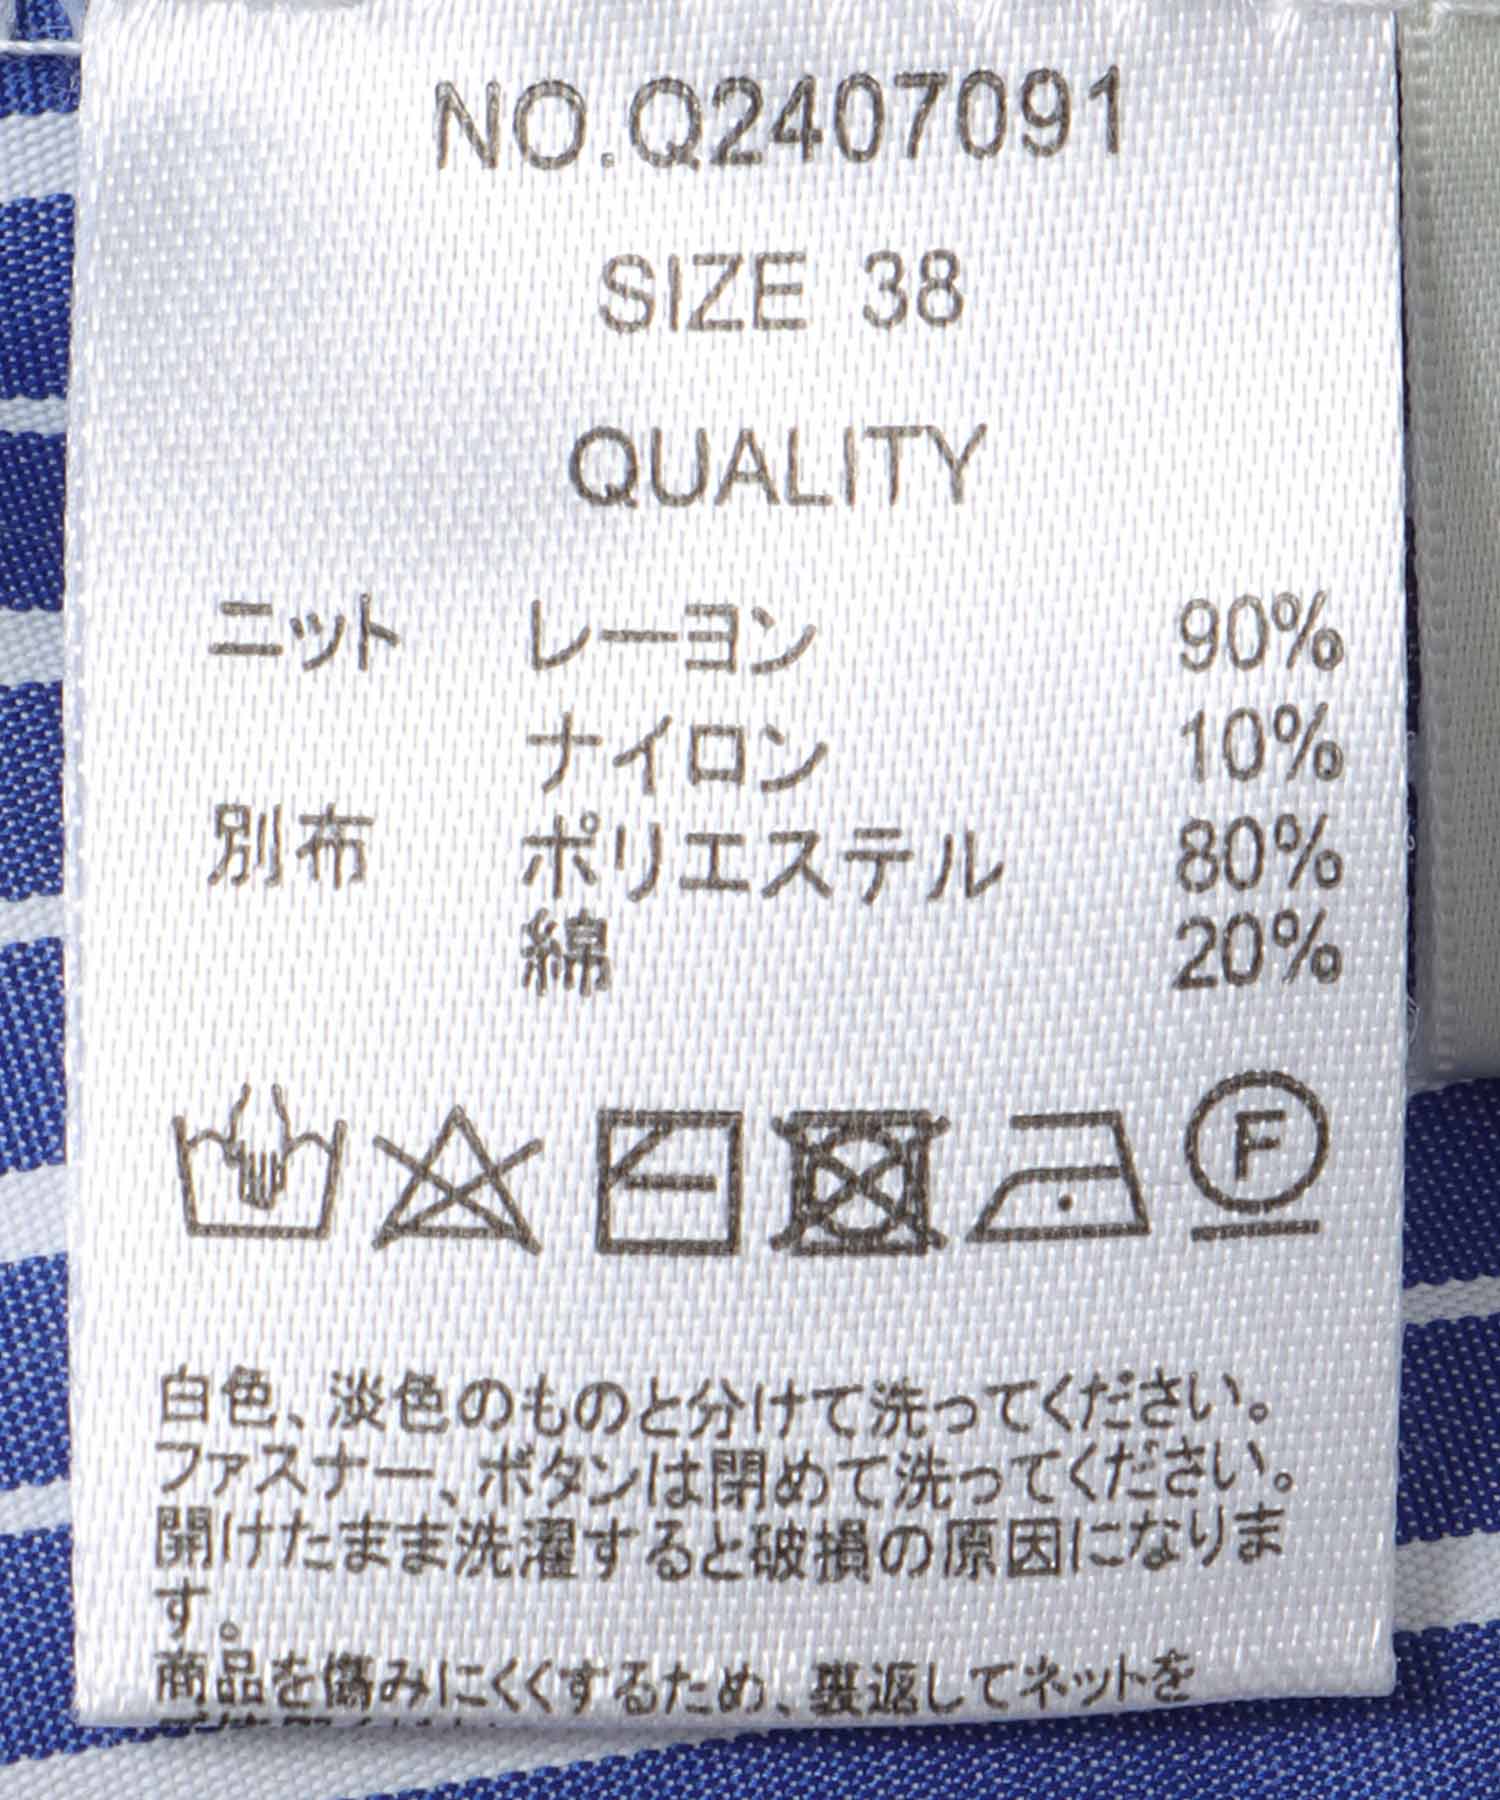 NO.Q2407091
SIZE 38
QUALITY
ニット レーヨン 90%
ナイロン 10%
別布 ポリエステル 80%
綿 20%
F
白色、淡色のものと分けて洗ってください。
ファスナー、ボタンは閉めて洗ってください。
開けたまま洗濯すると破損の原因になりま
す。
商品を傷みにくくするため、裏返してネットを